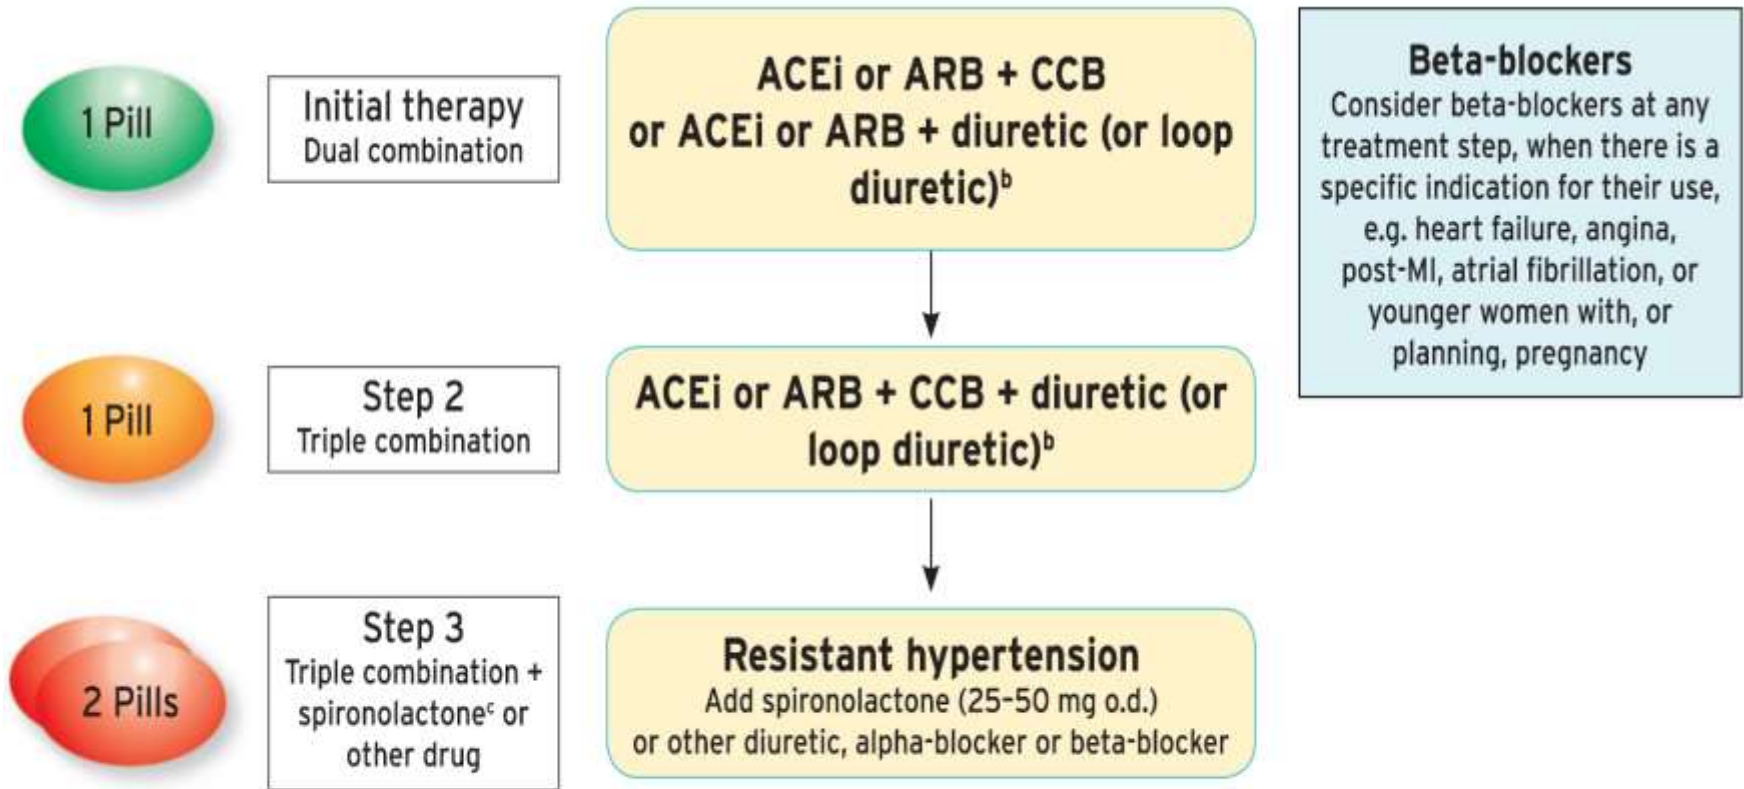 1 Pill
Initial therapy
Dual combination
ACEi or ARB + CCB
or ACEi or ARB + diuretic (or loop
diuretic)ᵇ
Beta-blockers
Consider beta-blockers at any
treatment step, when there is a
specific indication for their use,
e.g. heart failure, angina,
post-MI, atrial fibrillation, or
younger women with, or
planning, pregnancy
1 Pill
Step 2
Triple combination
ACEi or ARB + CCB + diuretic (or
loop diuretic)ᵇ
2 Pills
Step 3
Triple combination +
spironolactoneᶜ or
other drug
Resistant hypertension
Add spironolactone (25–50 mg o.d.)
or other diuretic, alpha-blocker or beta-blocker